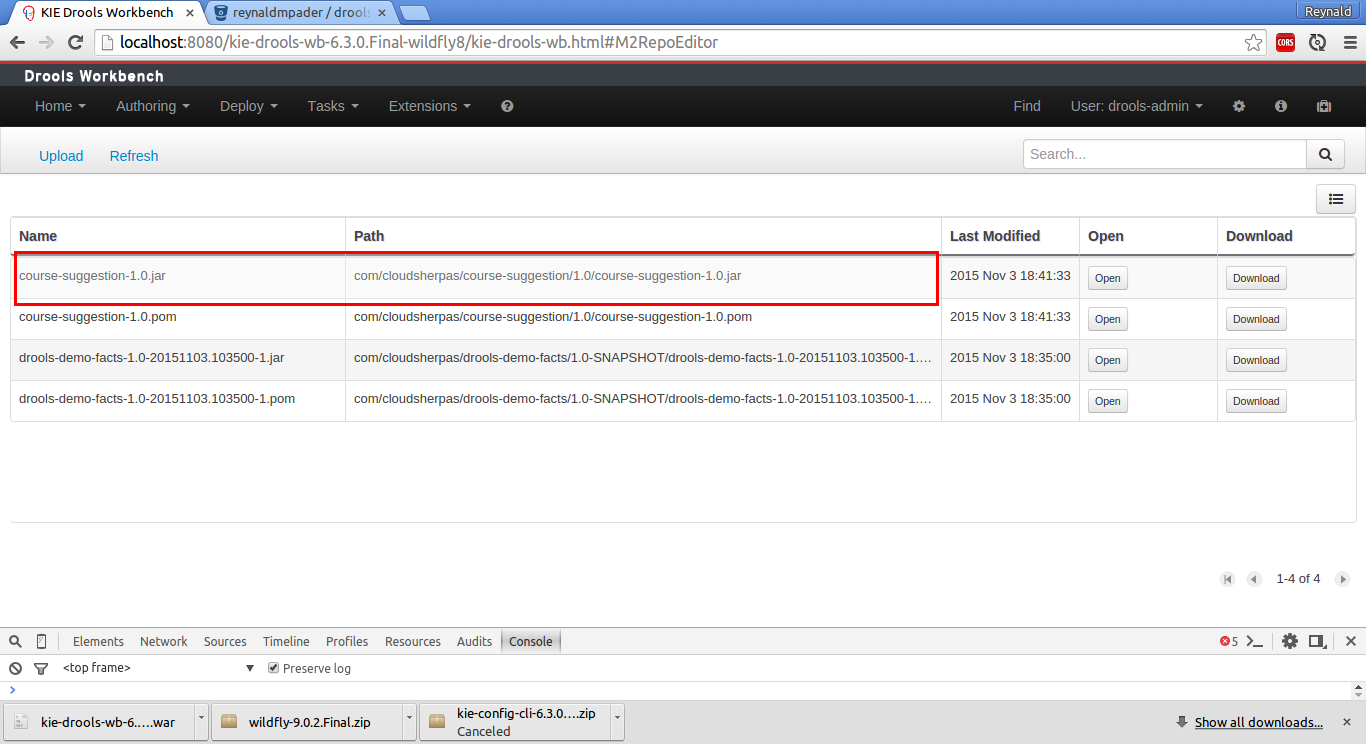 KIE Drools Workbench × reynaldmpader / drools × Reynald
localhost:8080/kie-drools-wb-6.3.0.Final-wildfly8/kie-drools-wb.html#M2RepoEditor CORS
Drools Workbench
Home Authoring Deploy Tasks Extensions ? Find User: drools-admin
Upload Refresh Search...
Name Path Last Modified Open Download
course-suggestion-1.0.jar com/cloudsherpas/course-suggestion/1.0/course-suggestion-1.0.jar 2015 Nov 3 18:41:33 Open Download
course-suggestion-1.0.pom com/cloudsherpas/course-suggestion/1.0/course-suggestion-1.0.pom 2015 Nov 3 18:41:33 Open Download
drools-demo-facts-1.0-20151103.103500-1.jar com/cloudsherpas/drools-demo-facts/1.0-SNAPSHOT/drools-demo-facts-1.0-20151103.103500-1.… 2015 Nov 3 18:35:00 Open Download
drools-demo-facts-1.0-20151103.103500-1.pom com/cloudsherpas/drools-demo-facts/1.0-SNAPSHOT/drools-demo-facts-1.0-20151103.103500-1.… 2015 Nov 3 18:35:00 Open Download
1-4 of 4
Elements Network Sources Timeline Profiles Resources Audits Console 5
<top frame> Preserve log
kie-drools-wb-6.….war wildfly-9.0.2.Final.zip kie-config-cli-6.3.0….zip Show all downloads...
Canceled